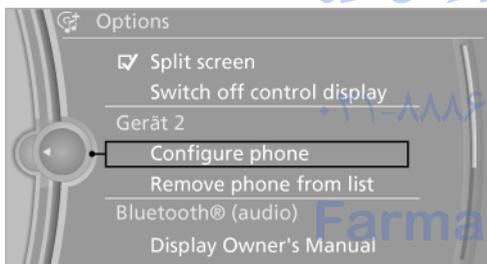 Options
Split screen
Switch off control display
Gerät 2
Configure phone
Remove phone from list
Bluetooth® (audio)
Display Owner's Manual
Farma